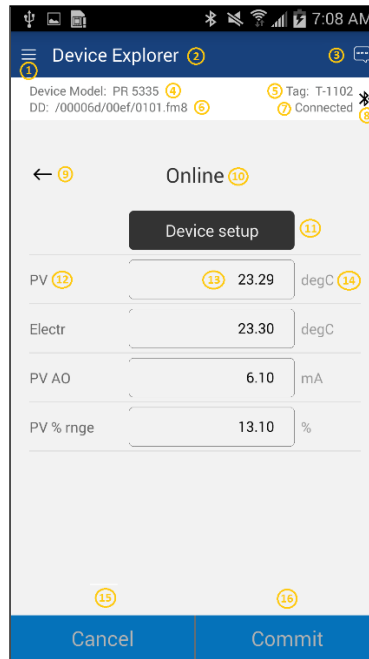 7:08 AM
Device Explorer 2
3
1
Device Model: PR 5335 4 5 Tag: T-1102
DD: /00006d/00ef/0101.fm8 6 7 Connected
8
9 Online 10
Device setup 11
PV 12 13 23.29 degC 14
Electr 23.30 degC
PV AO 6.10 mA
PV % rnge 13.10 %
15 16
Cancel Commit